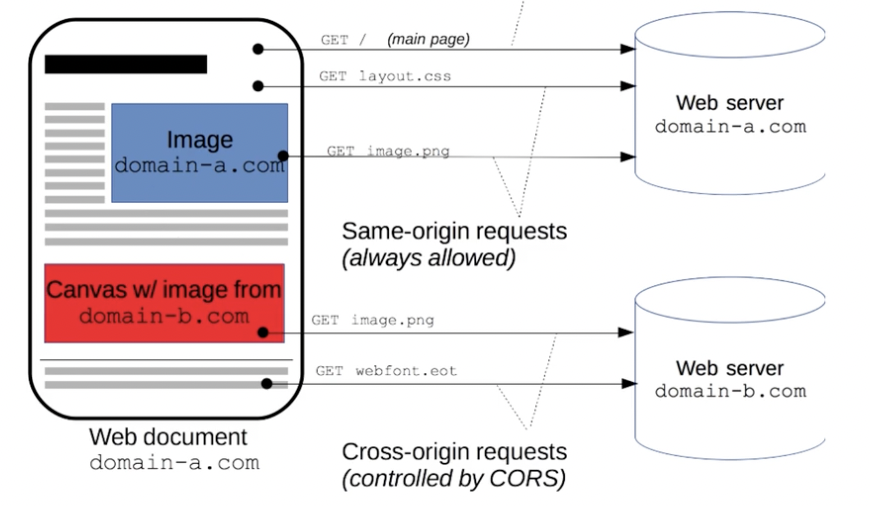 GET / (main page)
GET layout.css
Image
domain-a.com
GET image.png
Web server
domain-a.com
Same-origin requests
(always allowed)
Canvas w/ image from
domain-b.com
GET image.png
GET webfont.eot
Web server
domain-b.com
Web document
domain-a.com
Cross-origin requests
(controlled by CORS)